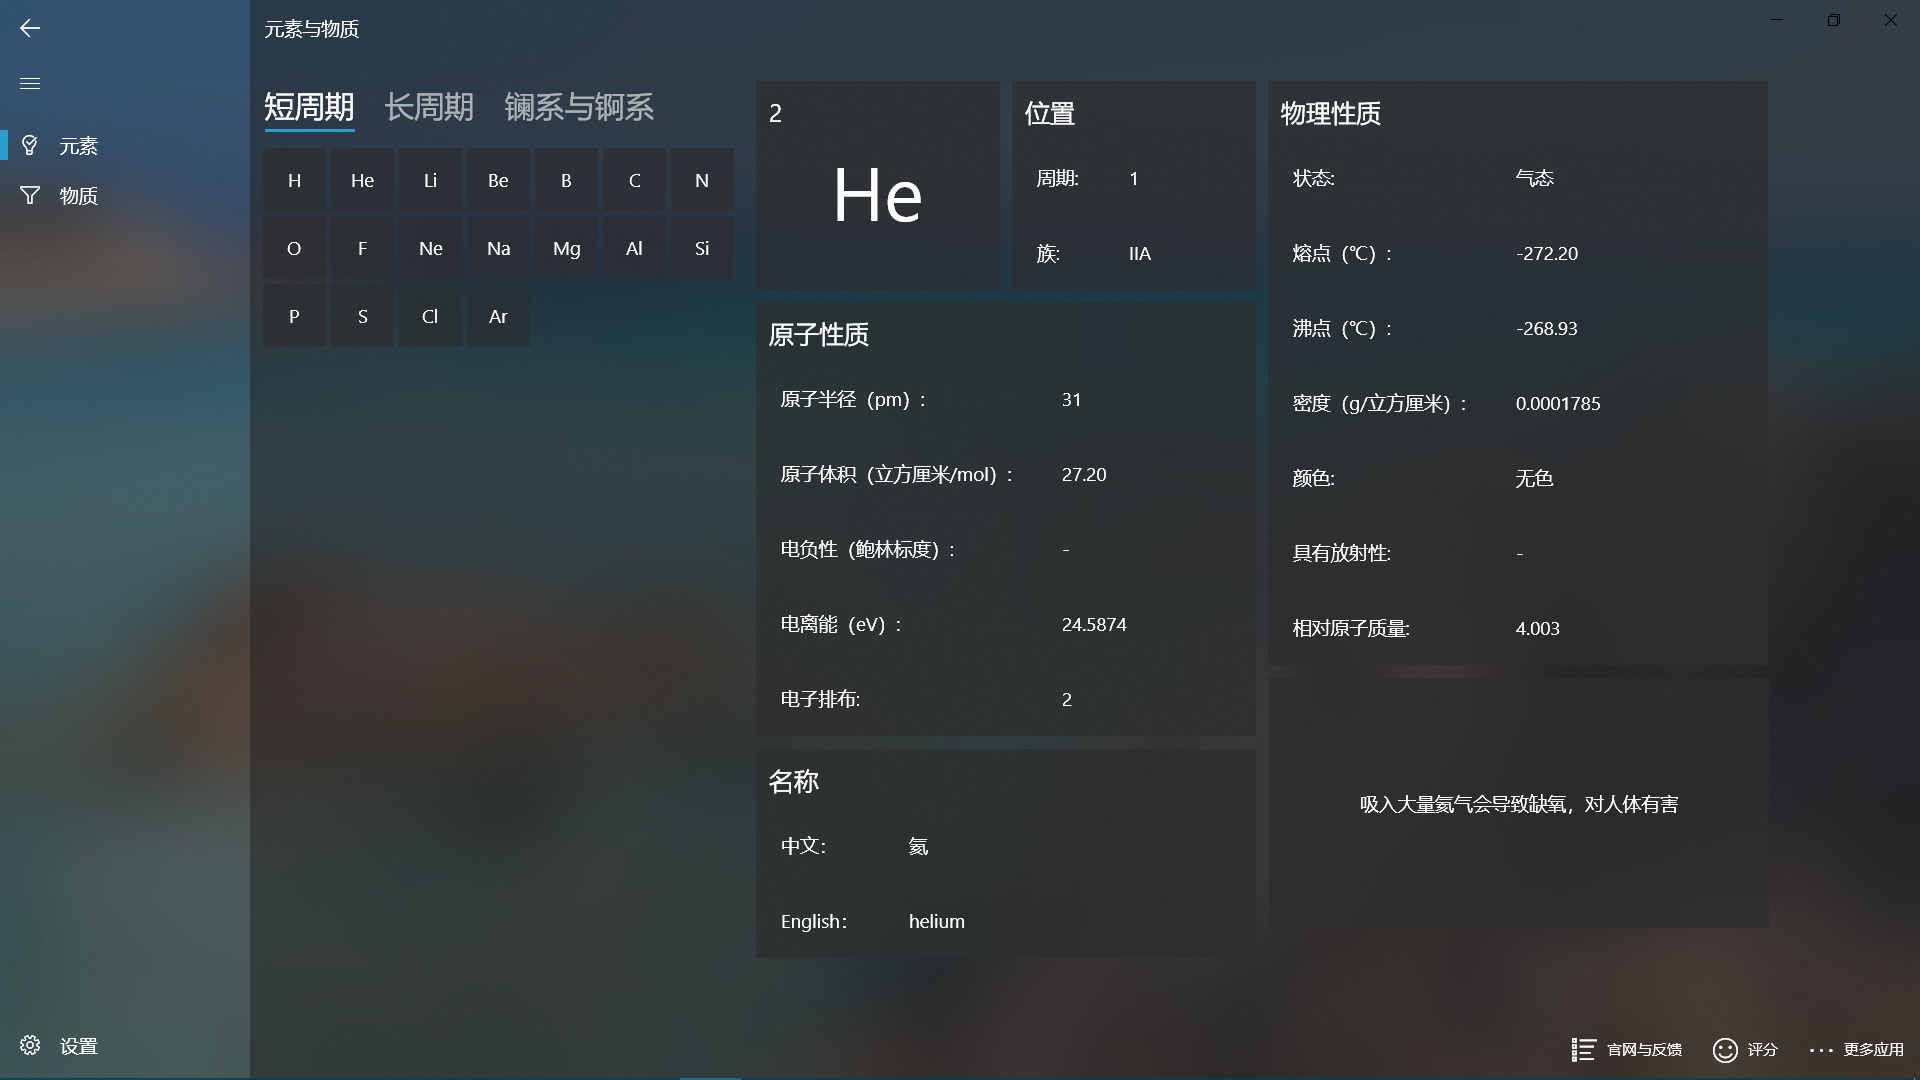 元素与物质
元素
物质
设置
短周期 长周期 镧系与锕系
H He Li Be B C N
O F Ne Na Mg Al Si
P S Cl Ar
2
He
位置
周期: 1
族: IIA
原子性质
原子半径（pm）: 31
原子体积（立方厘米/mol）: 27.20
电负性（鲍林标度）: -
电离能（eV）: 24.5874
电子排布: 2
名称
中文: 氦
English: helium
物理性质
状态: 气态
熔点（℃）: -272.20
沸点（℃）: -268.93
密度（g/立方厘米）: 0.0001785
颜色: 无色
具有放射性: -
相对原子质量: 4.003
吸入大量氦气会导致缺氧，对人体有害
官网与反馈 评分 更多应用